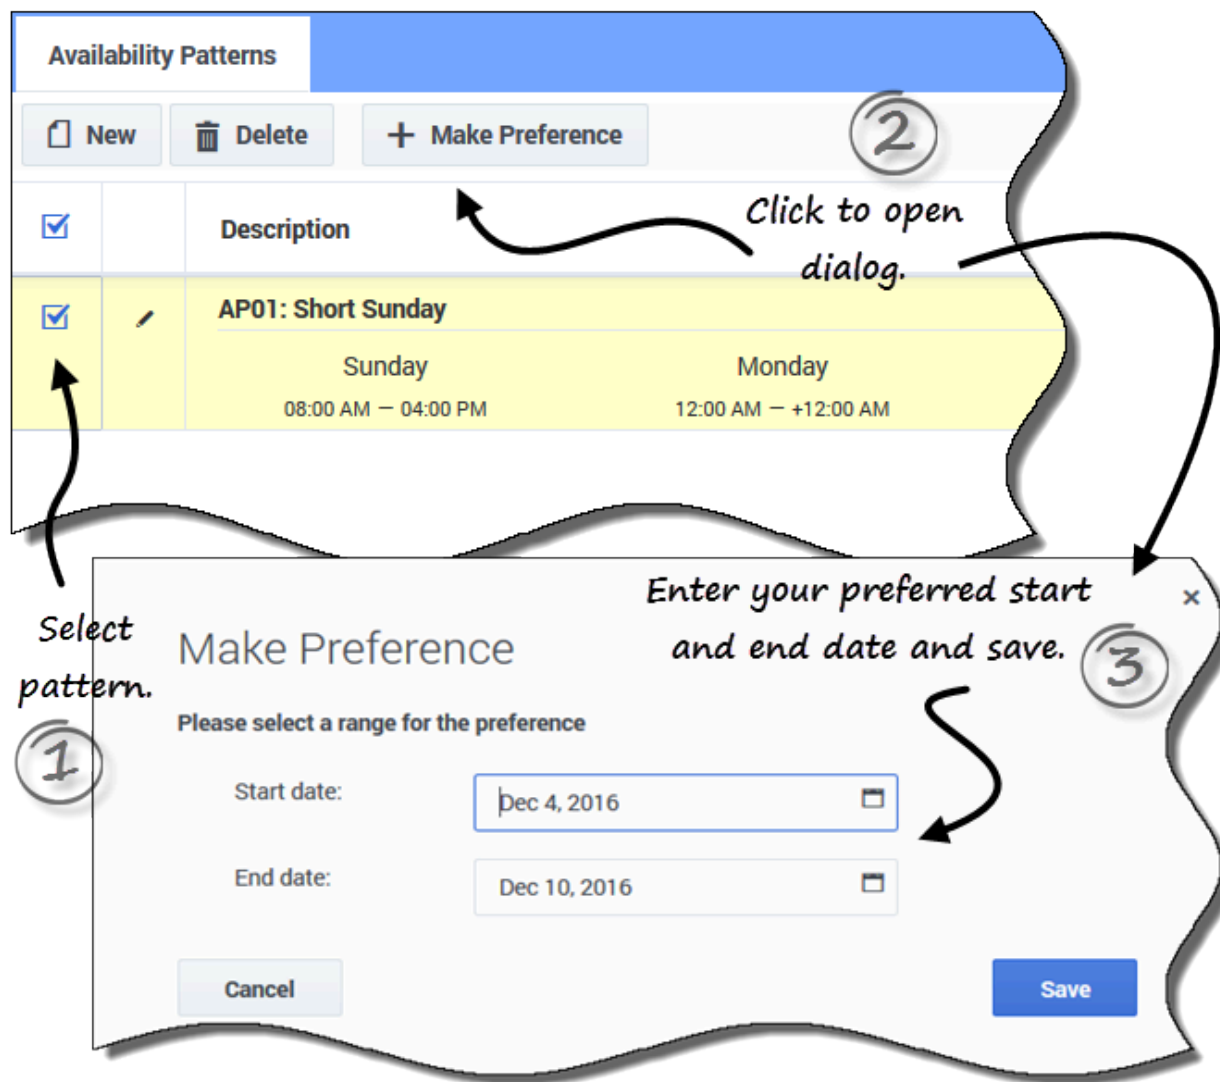 Availability Patterns
New Delete + Make Preference
2
Click to open
dialog.
Description
AP01: Short Sunday
Sunday Monday
08:00 AM — 04:00 PM 12:00 AM — +12:00 AM
Select
pattern.
1
Enter your preferred start
and end date and save.
3
×
Make Preference
Please select a range for the preference
Start date: Dec 4, 2016
End date: Dec 10, 2016
Cancel Save